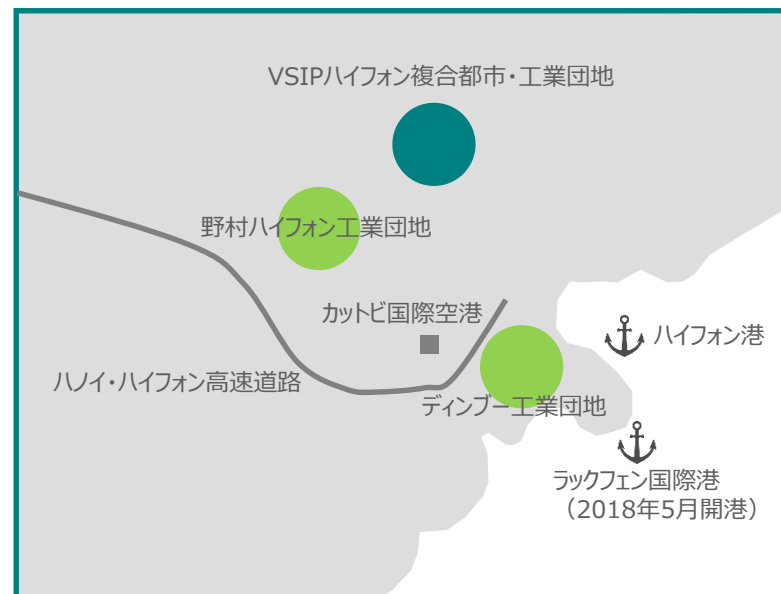 VSIPハイフォン複合都市・工業団地
野村ハイフォン工業団地
カットビ国際空港
ハイフォン港
ハノイ・ハイフォン高速道路
ディンブー工業団地
ラックフェン国際港
（2018年5月開港）